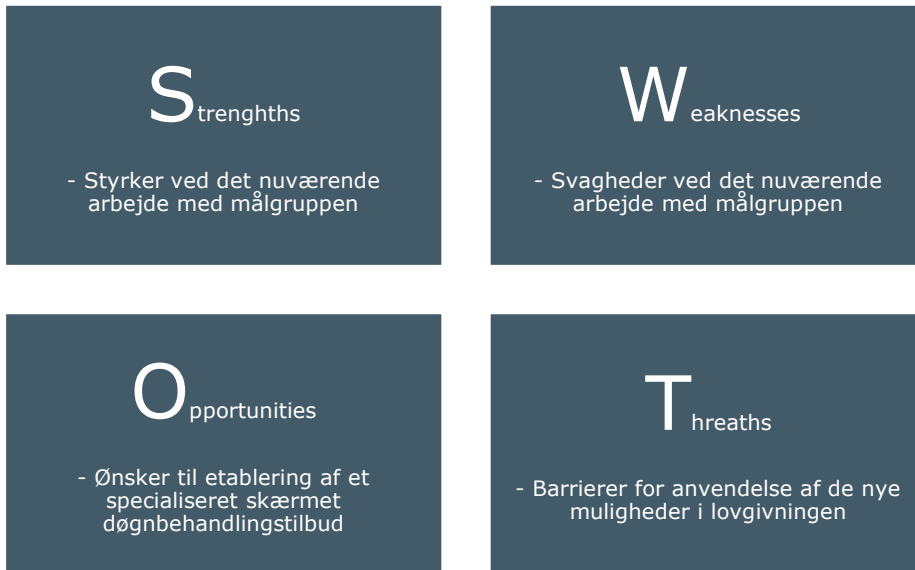 Strenghths
- Styrker ved det nuværende
arbejde med målgruppen
Weaknesses
- Svagheder ved det nuværende
arbejde med målgruppen
Opportunities
- Ønsker til etablering af et
specialiseret skærmet
døgnbehandlingstilbud
Threaths
- Barrierer for anvendelse af de nye
muligheder i lovgivningen